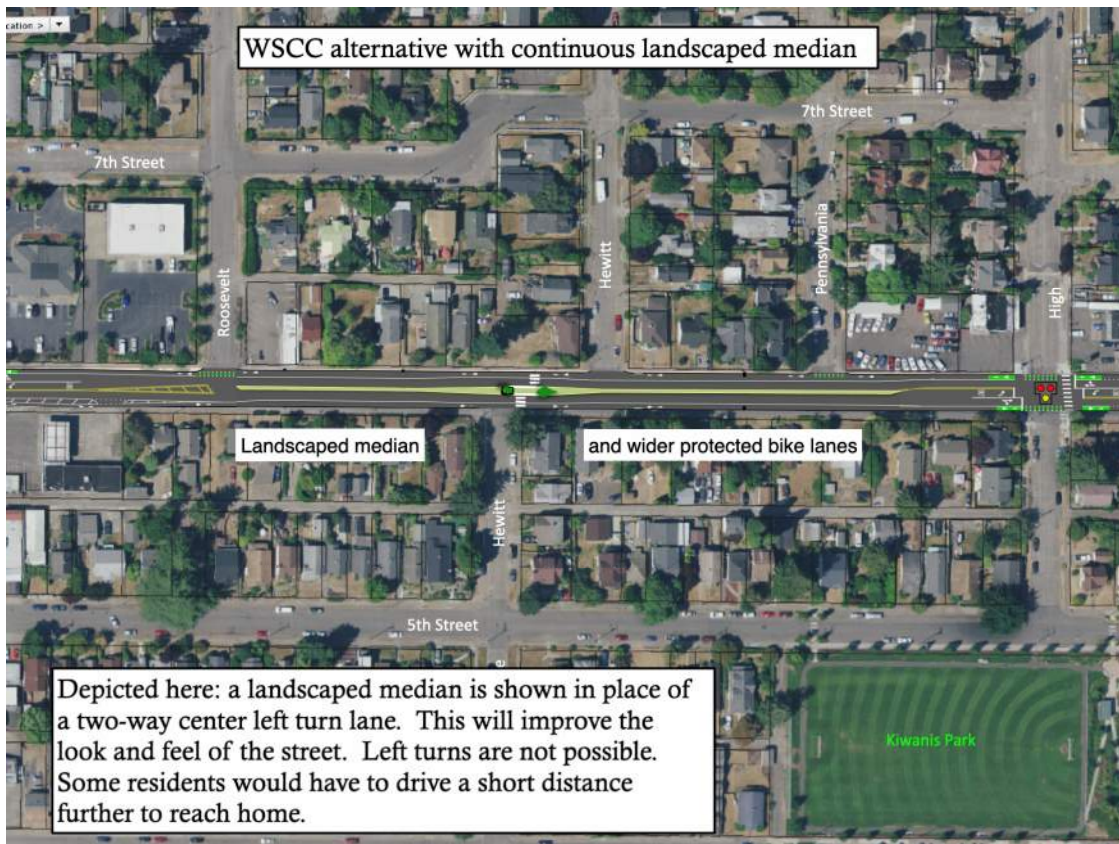 cation >
WSCC alternative with continuous landscaped median
7th Street
7th Street
Roosevelt
Hewitt
Pennsylvania
High
Landscaped median
and wider protected bike lanes
Hewitt
5th Street
e
Depicted here: a landscaped median is shown in place of
a two-way center left turn lane. This will improve the
look and feel of the street. Left turns are not possible.
Some residents would have to drive a short distance
further to reach home.
Kiwanis Park